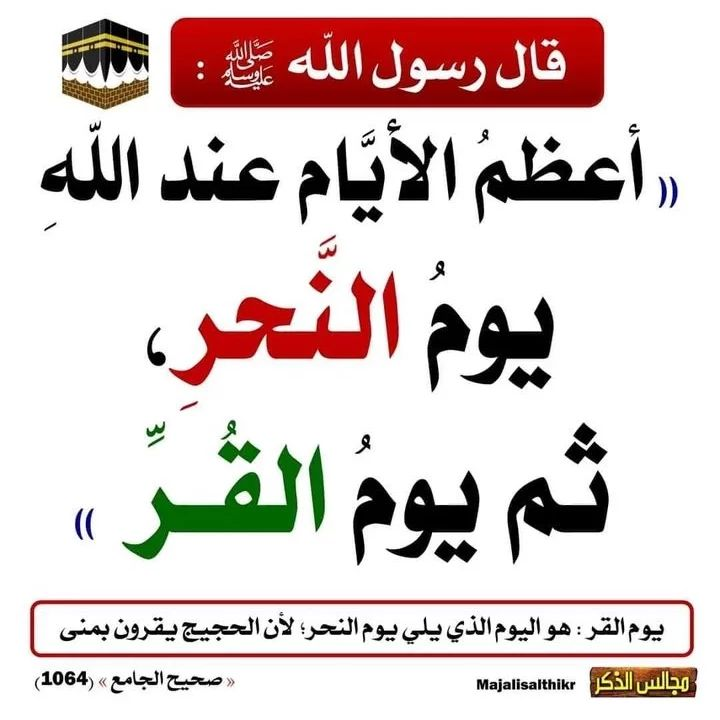 قال رسول الله ﷺ :
(( أعظمُ الأيَّام عند اللهِ
يومُ النَّحرِ،
ثم يومُ القُرِّ ))
يوم القر : هو اليوم الذي يلي يوم النحر؛ لأن الحجيج يقرون بمنى
مجالس الذكر Majalisalthikr « صحيح الجامع » (1064)